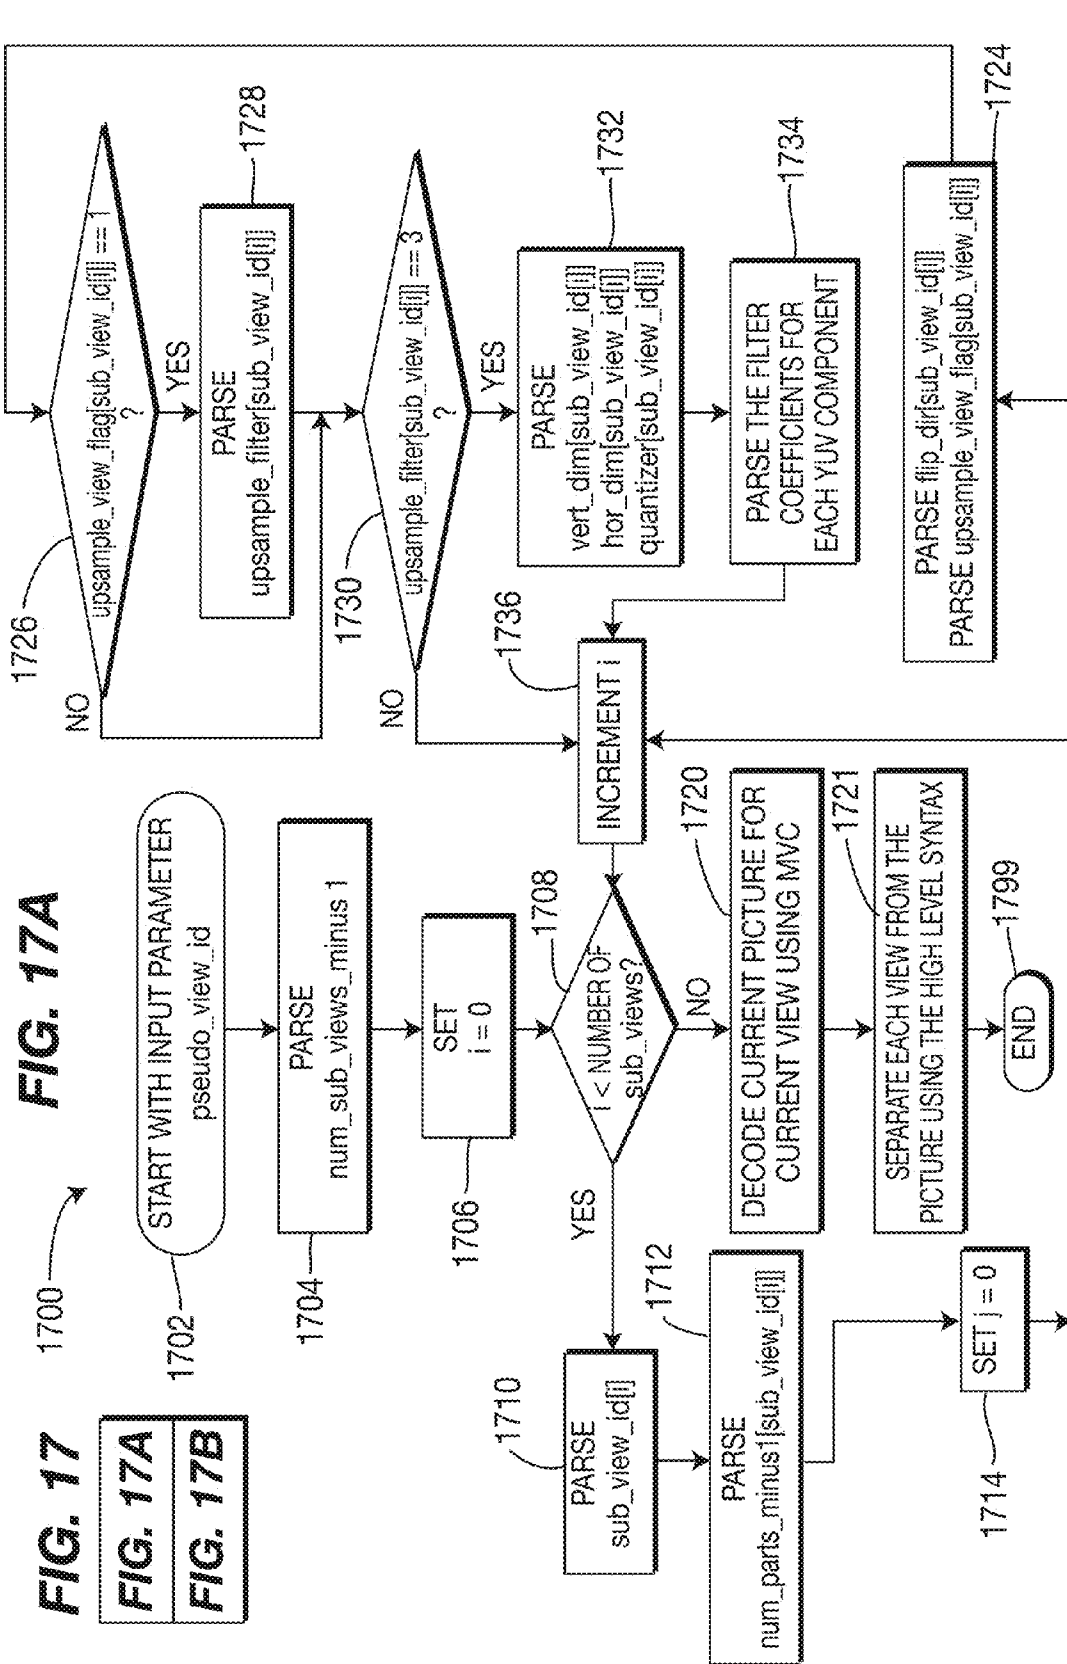 FIG. 17
FIG. 17A
FIG. 17B
1700
FIG. 17A
START WITH INPUT PARAMETER
pseudo_view_id
1702
PARSE
num_sub_views_minus 1
1704
SET
i = 0
1706
i < NUMBER OF
sub_views?
1708
YES
NO
PARSE
sub_view_id[i]
1710
PARSE
num_parts_minus1[sub_view_id[i]]
1712
SET j = 0
1714
DECODE CURRENT PICTURE FOR
CURRENT VIEW USING MVC
1720
SEPARATE EACH VIEW FROM THE
PICTURE USING THE HIGH LEVEL SYNTAX
1721
END
1799
1726
upsample_view_flag[sub_view_id[i]] == 1
?
NO
YES
PARSE
upsample_filter[sub_view_id[i]]
1728
1730
upsample_filter[sub_view_id[i]] == 3
?
NO
YES
PARSE
vert_dim[sub_view_id[i]]
hor_dim[sub_view_id[i]]
quantizer[sub_view_id[i]]
1732
PARSE THE FILTER
COEFFICIENTS FOR
EACH YUV COMPONENT
1734
INCREMENT i
1736
PARSE flip_dir[sub_view_id[i]]
PARSE upsample_view_flag[sub_view_id[i]]
1724